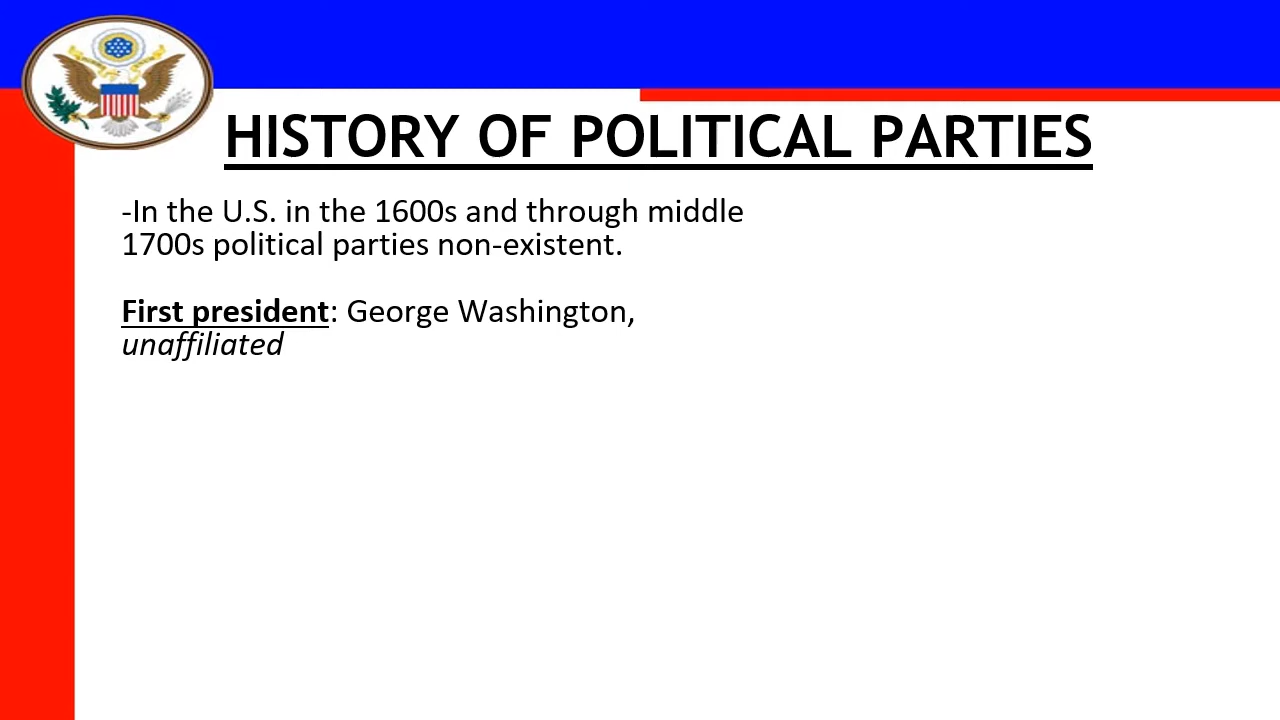 HISTORY OF POLITICAL PARTIES
-In the U.S. in the 1600s and through middle
1700s political parties non-existent.
First president: George Washington,
unaffiliated